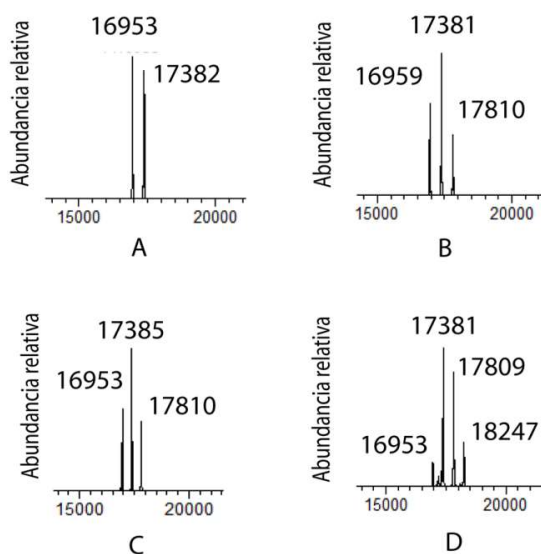 16953
17382
Abundancia relativa
15000 20000
A
17381
16959
17810
Abundancia relativa
15000 20000
B
17385
16953
17810
Abundancia relativa
15000 20000
C
17381
17809
18247
16953
Abundancia relativa
15000 20000
D